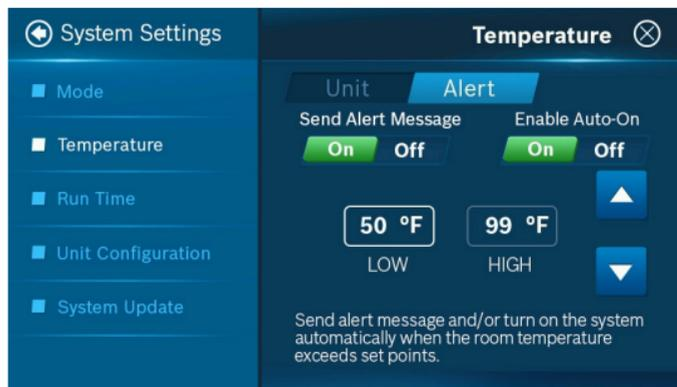 System Settings
Temperature
Mode
Temperature
Run Time
Unit Configuration
System Update
Unit Alert
Send Alert Message Enable Auto-On
On Off On Off
50 °F 99 °F
LOW HIGH
Send alert message and/or turn on the system
automatically when the room temperature
exceeds set points.